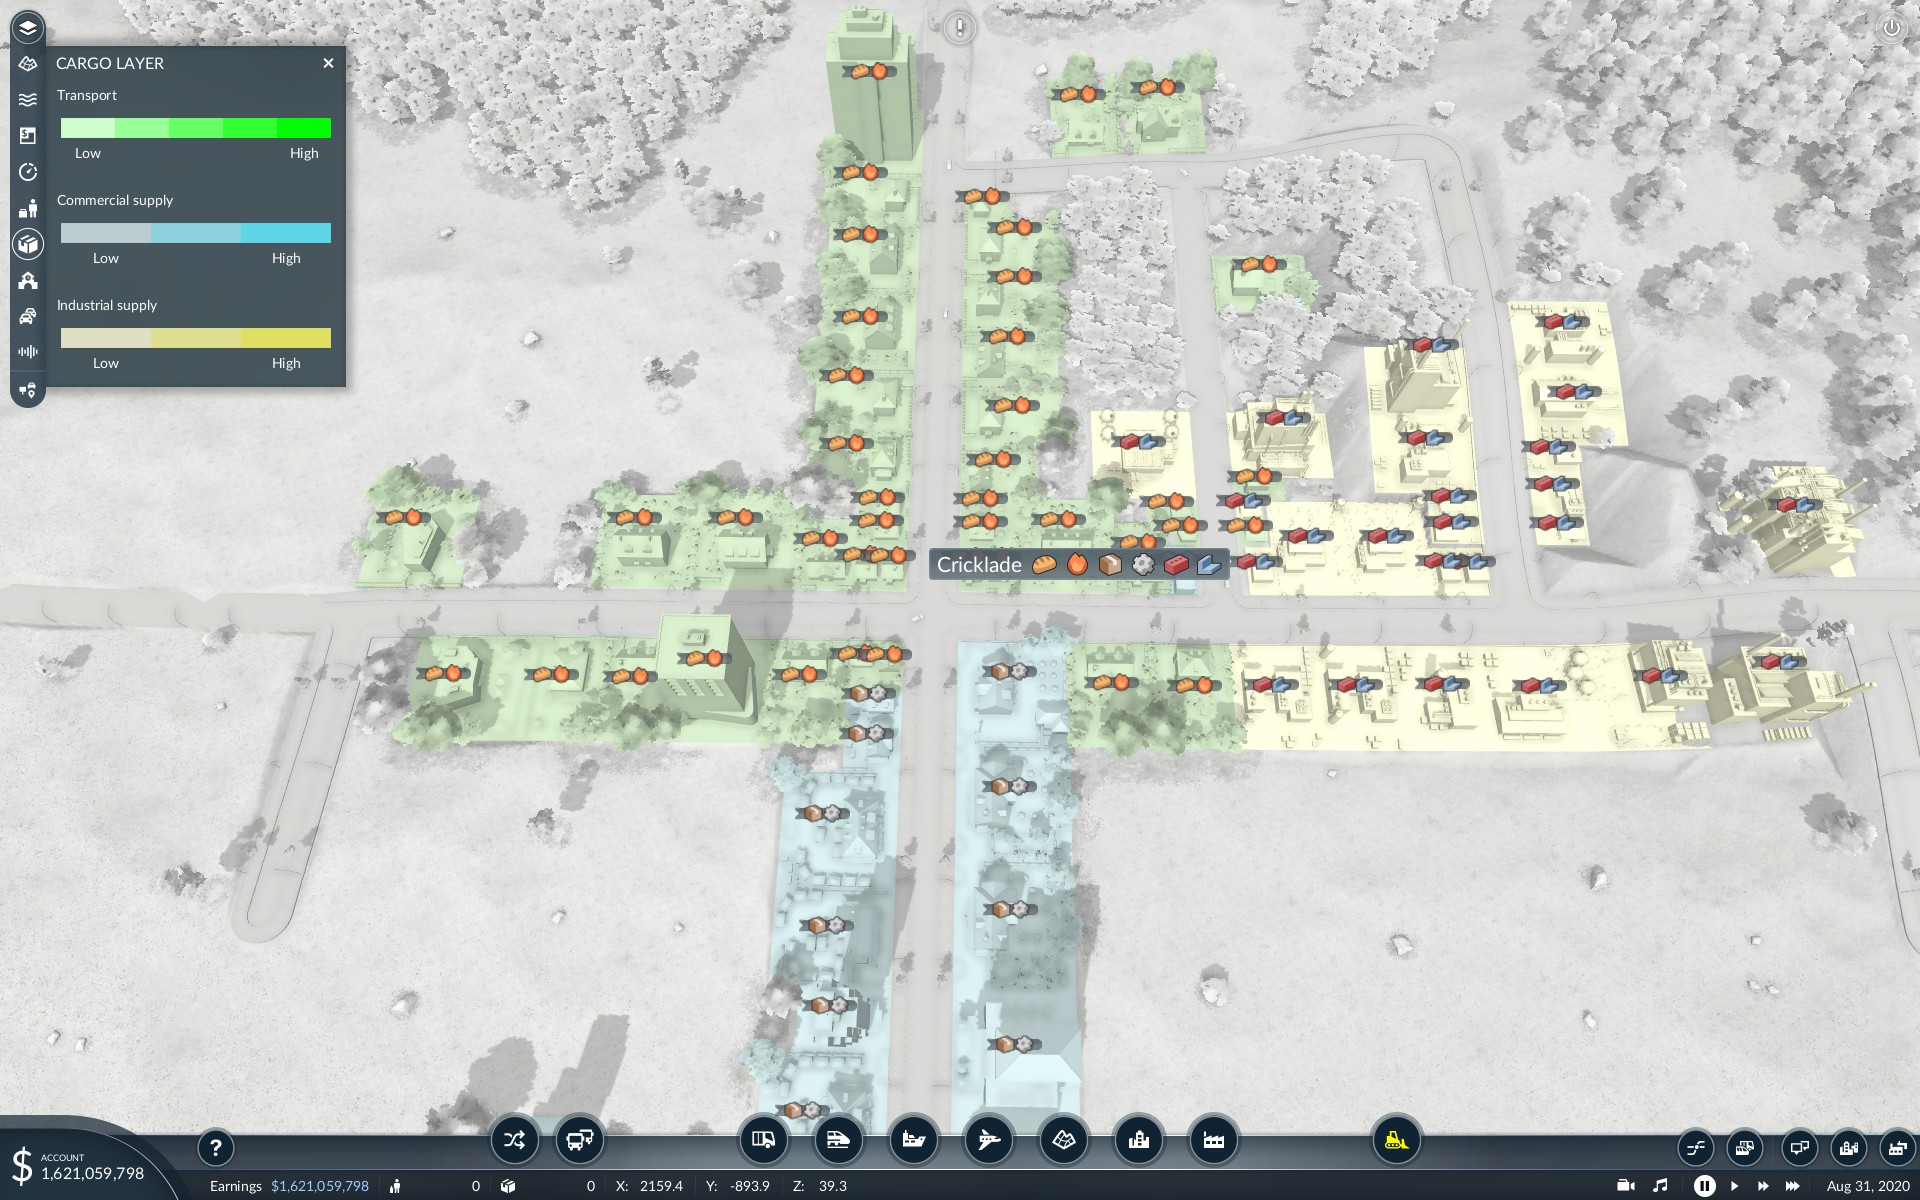 CARGO LAYER
Transport
Low High
Commercial supply
Low High
Industrial supply
Low High
Cricklade
?
$ ACCOUNT
1,621,059,798
Earnings $1,621,059,798 0 0 X: 2159.4 Y: -893.9 Z: 39.3 Aug 31, 2020